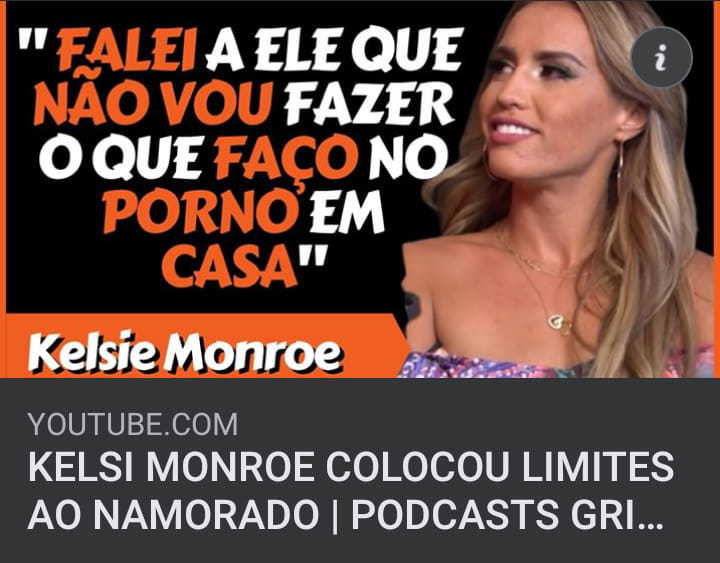 "FALEI A ELE QUE
NÃO VOU FAZER
O QUE FAÇO NO
PORNO EM
CASA"
Kelsie Monroe
YOUTUBE.COM
KELSI MONROE COLOCOU LIMITES
AO NAMORADO | PODCASTS GRI...